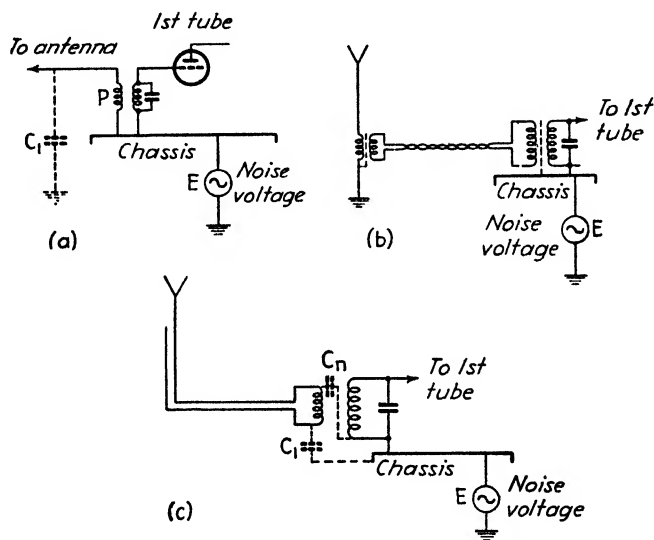 1st tube
To antenna
P
C1
Chassis
E
Noise
voltage
(a)
To 1st
tube
Chassis
Noise
voltage
E
(b)
Cn
To 1st
tube
C1
Chassis
E
Noise
voltage
(c)